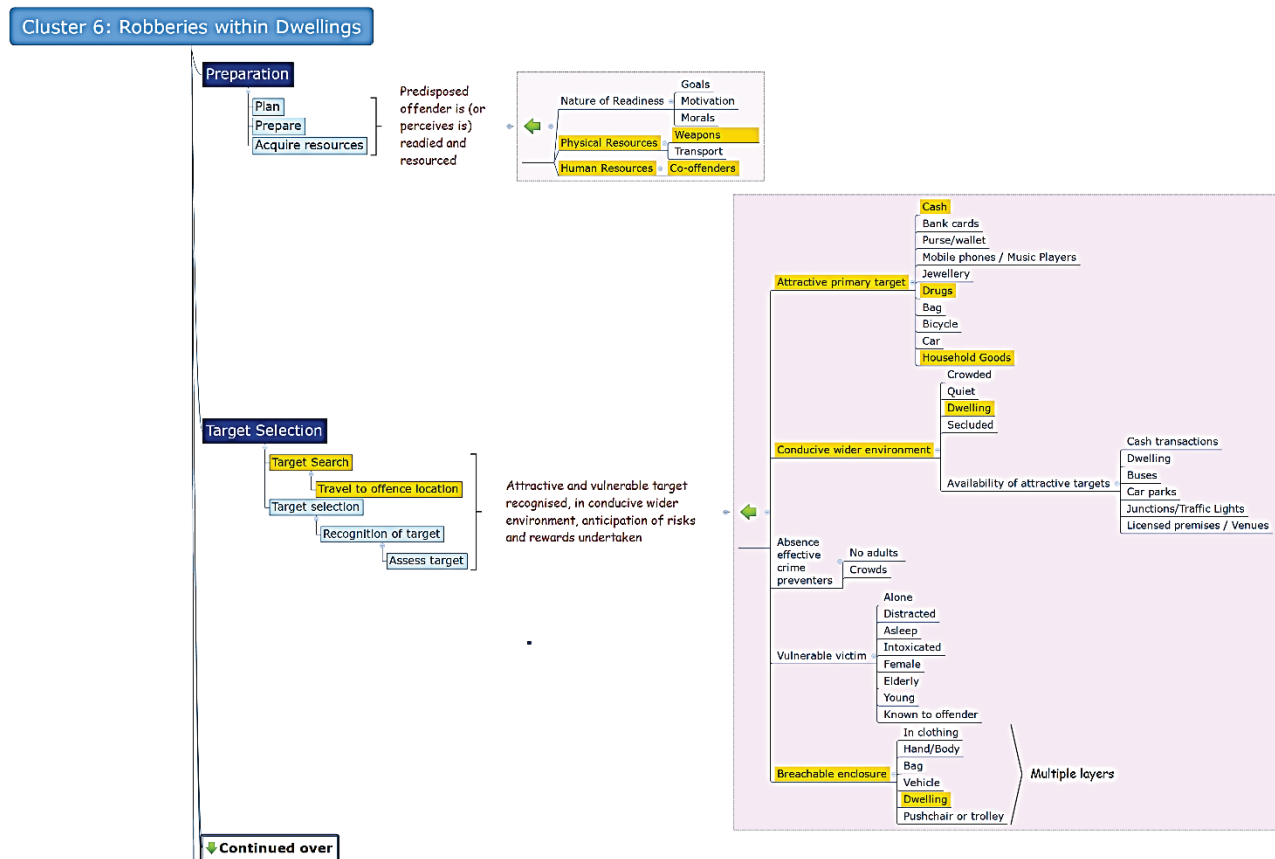 Cluster 6: Robberies within Dwellings
Preparation
Plan
Prepare
Acquire resources
Predisposed
offender is (or
perceives is)
readied and
resourced
Nature of Readiness
Goals
Motivation
Morals
Physical Resources
Weapons
Transport
Human Resources
Co-offenders
Target Selection
Target Search
Travel to offence location
Target selection
Recognition of target
Assess target
Attractive and vulnerable target
recognised, in conducive wider
environment, anticipation of risks
and rewards undertaken
Attractive primary target
Cash
Bank cards
Purse/wallet
Mobile phones / Music Players
Jewellery
Drugs
Bag
Bicycle
Car
Household Goods
Conducive wider environment
Crowded
Quiet
Dwelling
Secluded
Availability of attractive targets
Cash transactions
Dwelling
Buses
Car parks
Junctions/Traffic Lights
Licensed premises / Venues
Absence
effective
crime
preventers
No adults
Crowds
Vulnerable victim
Alone
Distracted
Asleep
Intoxicated
Female
Elderly
Young
Known to offender
Breachable enclosure
In clothing
Hand/Body
Bag
Vehicle
Dwelling
Pushchair or trolley
Multiple layers
Continued over